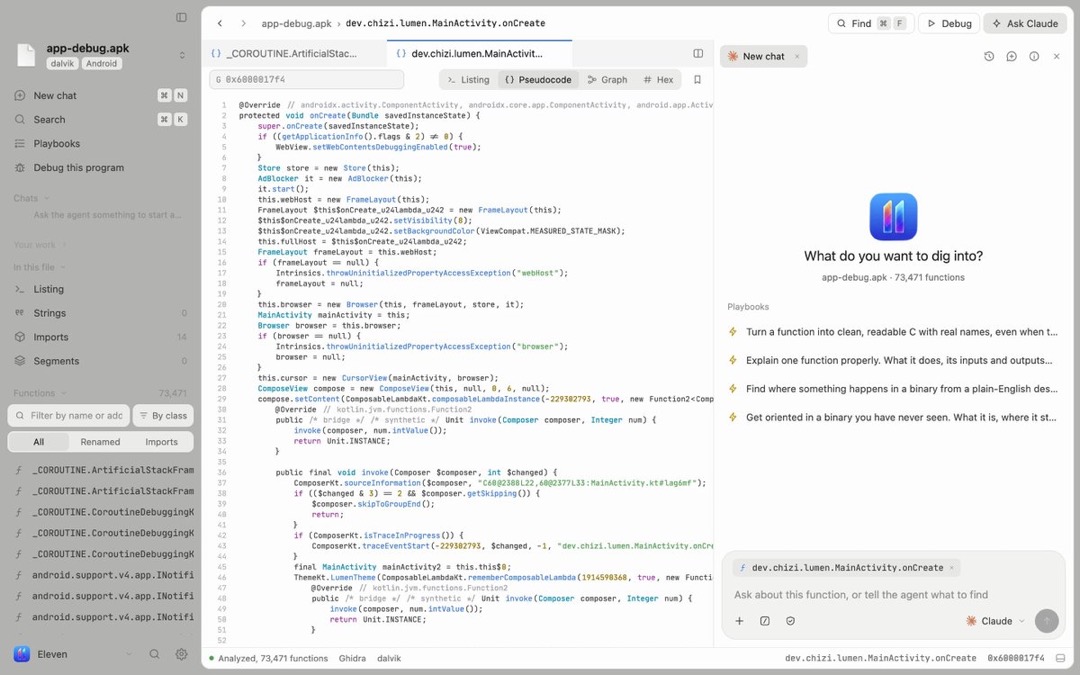 app-debug.apk
dalvik Android
New chat ⌘ N
Search ⌘ K
Playbooks
Debug this program
Chats
Ask the agent something to start a...
Your work
In this file
Listing
Strings 0
Imports 14
Segments 0
Functions 73,471
Filter by name or add By class
All Renamed Imports
f _COROUTINE.ArtificialStackFram
f _COROUTINE.ArtificialStackFram
f _COROUTINE.CoroutineDebuggingK
f _COROUTINE.CoroutineDebuggingK
f _COROUTINE.CoroutineDebuggingK
f android.support.v4.app.INotifi
f android.support.v4.app.INotifi
f android.support.v4.app.INotifi
Eleven
app-debug.apk › dev.chizi.lumen.MainActivity.onCreate
Find ⌘ F Debug Ask Claude
{} _COROUTINE.ArtificialStac... {} dev.chizi.lumen.MainActivit...
G 0x6000017f4
Listing {} Pseudocode Graph # Hex
1 @Override // androidx.activity.ComponentActivity, androidx.core.app.ComponentActivity, android.app.Activ
2 protected void onCreate(Bundle savedInstanceState) {
3 super.onCreate(savedInstanceState);
4 if ((getApplicationInfo().flags & 2) ≠ 0) {
5 WebView.setWebContentsDebuggingEnabled(true);
6 }
7 Store store = new Store(this);
8 AdBlocker it = new AdBlocker(this);
9 it.start();
10 this.webHost = new FrameLayout(this);
11 FrameLayout $this$onCreate_u24lambda_u242 = new FrameLayout(this);
12 $this$onCreate_u24lambda_u242.setVisibility(8);
13 $this$onCreate_u24lambda_u242.setBackgroundColor(ViewCompat.MEASURED_STATE_MASK);
14 this.fullHost = $this$onCreate_u24lambda_u242;
15 FrameLayout frameLayout = this.webHost;
16 if (frameLayout == null) {
17 Intrinsics.throwUninitializedPropertyAccessException("webHost");
18 frameLayout = null;
19 }
20 this.browser = new Browser(this, frameLayout, store, it);
21 MainActivity mainActivity = this;
22 Browser browser = this.browser;
23 if (browser == null) {
24 Intrinsics.throwUninitializedPropertyAccessException("browser");
25 browser = null;
26 }
27 this.cursor = new CursorView(mainActivity, browser);
28 ComposeView compose = new ComposeView(this, null, 0, 6, null);
29 compose.setContent(ComposableLambdaKt.composableLambdaInstance(-229302793, true, new Function2<Comp
30 @Override // kotlin.jvm.functions.Function2
31 public /* bridge */ /* synthetic */ Unit invoke(Composer composer, Integer num) {
32 invoke(composer, num.intValue());
33 return Unit.INSTANCE;
34 }
35
36 public final void invoke(Composer $composer, int $changed) {
37 ComposerKt.sourceInformation($composer, "C60@2388L22,60@2377L33:MainActivity.kt#lag6mf");
38 if (($changed & 3) == 2 && $composer.getSkipping()) {
39 $composer.skipToGroupEnd();
40 return;
41 }
42 if (ComposerKt.isTraceInProgress()) {
43 ComposerKt.traceEventStart(-229302793, $changed, -1, "dev.chizi.lumen.MainActivity.onCre
44 }
45 final MainActivity mainActivity2 = this.this$0;
46 ThemeKt.LumenTheme(ComposableLambdaKt.rememberComposableLambda(1914590368, true, new Functio
47 @Override // kotlin.jvm.functions.Function2
48 public /* bridge */ /* synthetic */ Unit invoke(Composer composer, Integer num) {
49 invoke(composer, num.intValue());
50 return Unit.INSTANCE;
51 }
52
Analyzed, 73,471 functions Ghidra dalvik
New chat ×
What do you want to dig into?
app-debug.apk · 73,471 functions
Playbooks
Turn a function into clean, readable C with real names, even when t...
Explain one function properly. What it does, its inputs and outputs...
Find where something happens in a binary from a plain-English des...
Get oriented in a binary you have never seen. What it is, where it st...
f dev.chizi.lumen.MainActivity.onCreate ×
Ask about this function, or tell the agent what to find
Claude
dev.chizi.lumen.MainActivity.onCreate 0x6000017f4